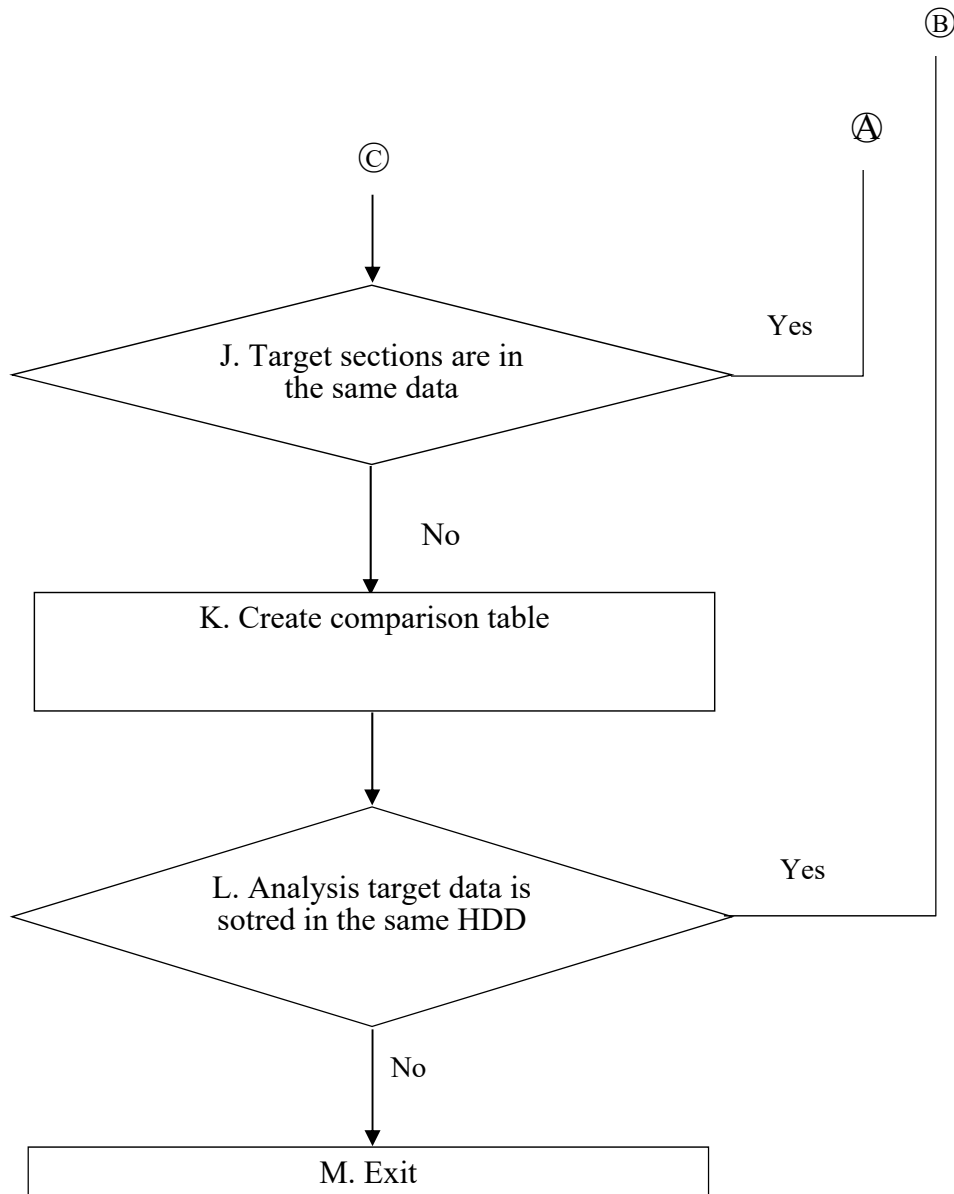 Ⓑ
Ⓐ
Ⓒ
Yes
J. Target sections are in
the same data
No
K. Create comparison table
Yes
L. Analysis target data is
sotred in the same HDD
No
M. Exit